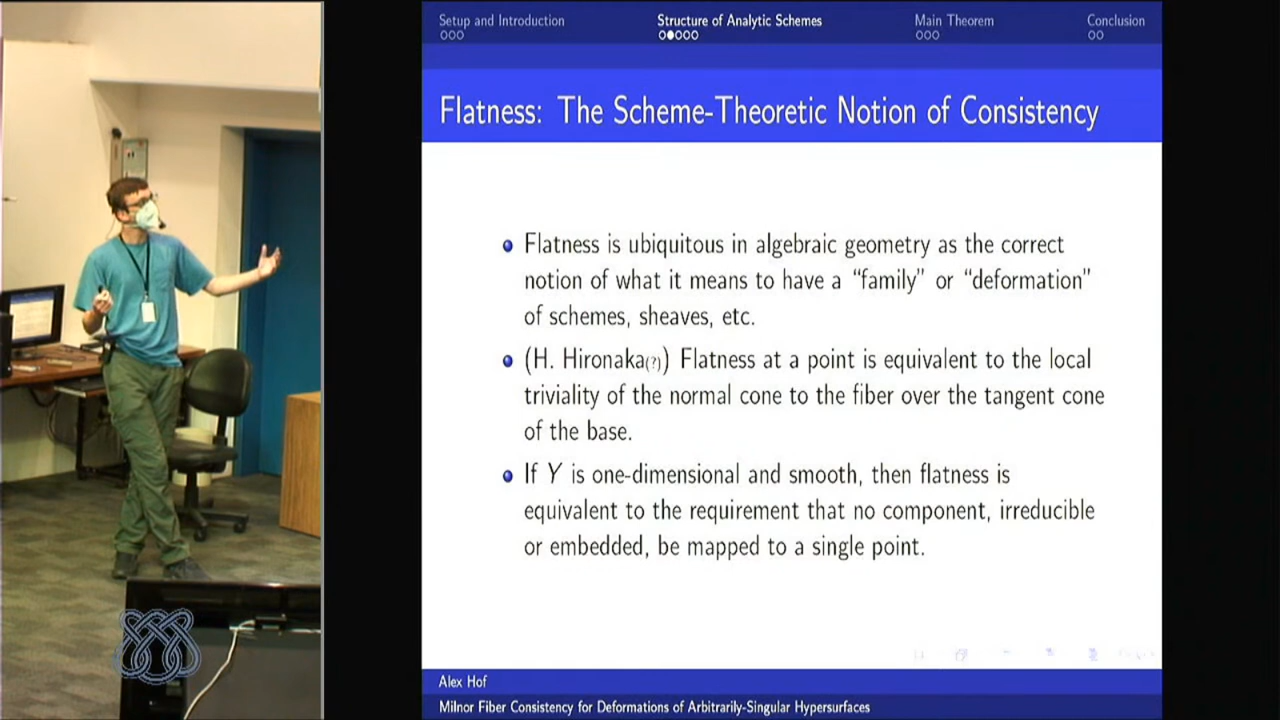 Setup and Introduction
Structure of Analytic Schemes
Main Theorem
Conclusion
Flatness: The Scheme-Theoretic Notion of Consistency
Flatness is ubiquitous in algebraic geometry as the correct
notion of what it means to have a “family” or “deformation”
of schemes, sheaves, etc.
(H. Hironaka(?)) Flatness at a point is equivalent to the local
triviality of the normal cone to the fiber over the tangent cone
of the base.
If Y is one-dimensional and smooth, then flatness is
equivalent to the requirement that no component, irreducible
or embedded, be mapped to a single point.
Alex Hof
Milnor Fiber Consistency for Deformations of Arbitrarily-Singular Hypersurfaces